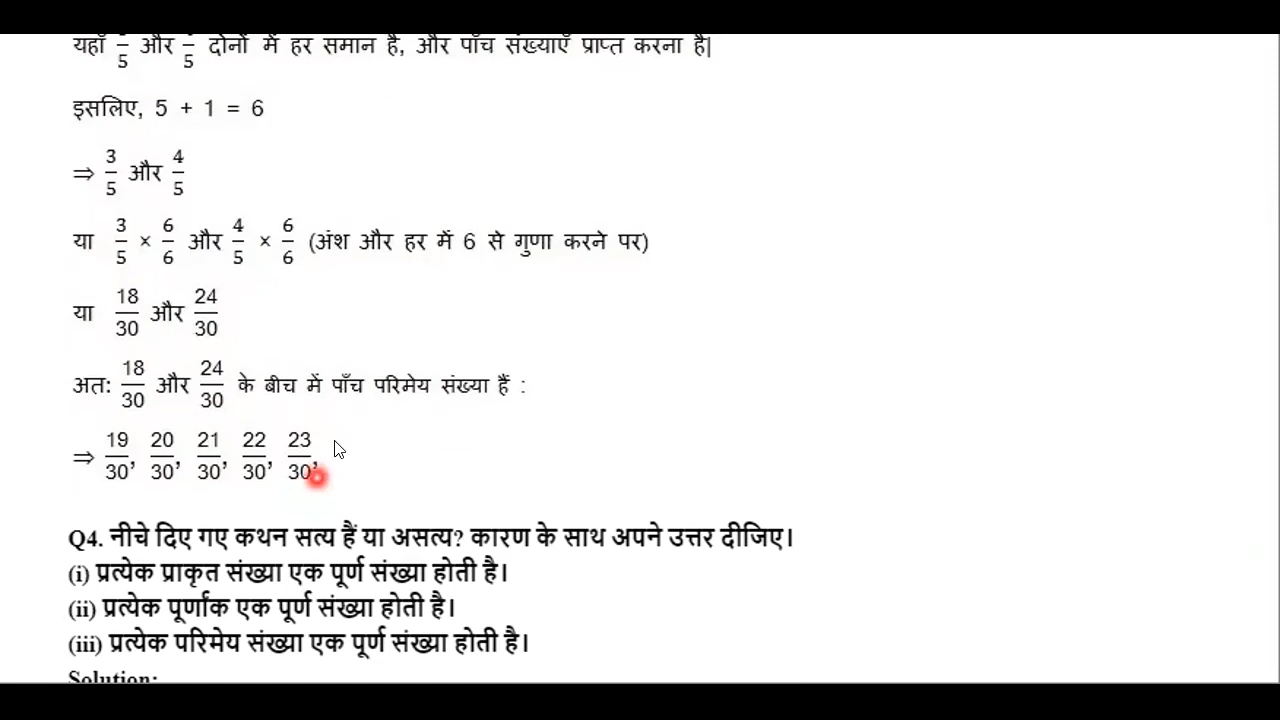 यहाँ /5 और /5 दोनों में हर समान है, और पाँच संख्याएँ प्राप्त करना है|
इसलिए, 5 + 1 = 6
⇒ 3/5 और 4/5
या 3/5 × 6/6 और 4/5 × 6/6 (अंश और हर में 6 से गुणा करने पर)
या 18/30 और 24/30
अत: 18/30 और 24/30 के बीच में पाँच परिमेय संख्या हैं :
⇒ 19/30, 20/30, 21/30, 22/30, 23/30,
Q4. नीचे दिए गए कथन सत्य हैं या असत्य? कारण के साथ अपने उत्तर दीजिए।
(i) प्रत्येक प्राकृत संख्या एक पूर्ण संख्या होती है।
(ii) प्रत्येक पूर्णांक एक पूर्ण संख्या होती है।
(iii) प्रत्येक परिमेय संख्या एक पूर्ण संख्या होती है।
Solution: